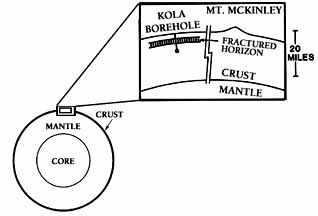 KOLA
BOREHOLE
MT. MCKINLEY
FRACTURED
HORIZON
20
MILES
CRUST
MANTLE
CRUST
MANTLE
CORE